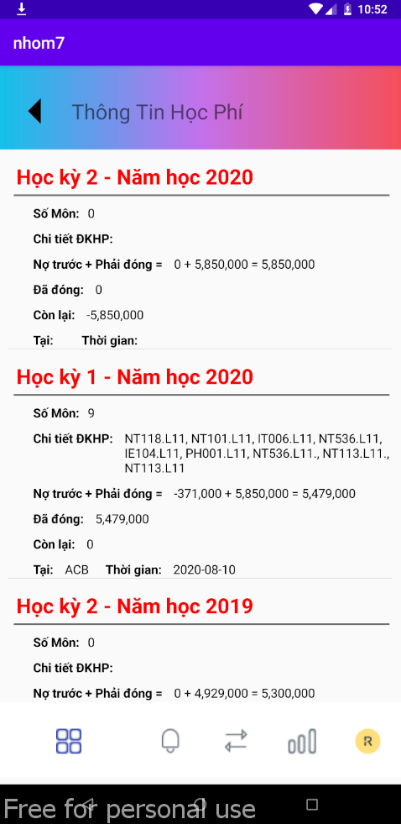 10:52
nhom7
Thông Tin Học Phí
Học kỳ 2 - Năm học 2020
Số Môn: 0
Chi tiết ĐKHP:
Nợ trước + Phải đóng = 0 + 5,850,000 = 5,850,000
Đã đóng: 0
Còn lại: -5,850,000
Tại: Thời gian:
Học kỳ 1 - Năm học 2020
Số Môn: 9
Chi tiết ĐKHP: NT118.L11, NT101.L11, IT006.L11, NT536.L11,
IE104.L11, PH001.L11, NT536.L11., NT113.L11.,
NT113.L11
Nợ trước + Phải đóng = -371,000 + 5,850,000 = 5,479,000
Đã đóng: 5,479,000
Còn lại: 0
Tại: ACB Thời gian: 2020-08-10
Học kỳ 2 - Năm học 2019
Số Môn: 0
Chi tiết ĐKHP:
Nợ trước + Phải đóng = 0 + 4,929,000 = 5,300,000
R
Free for personal use